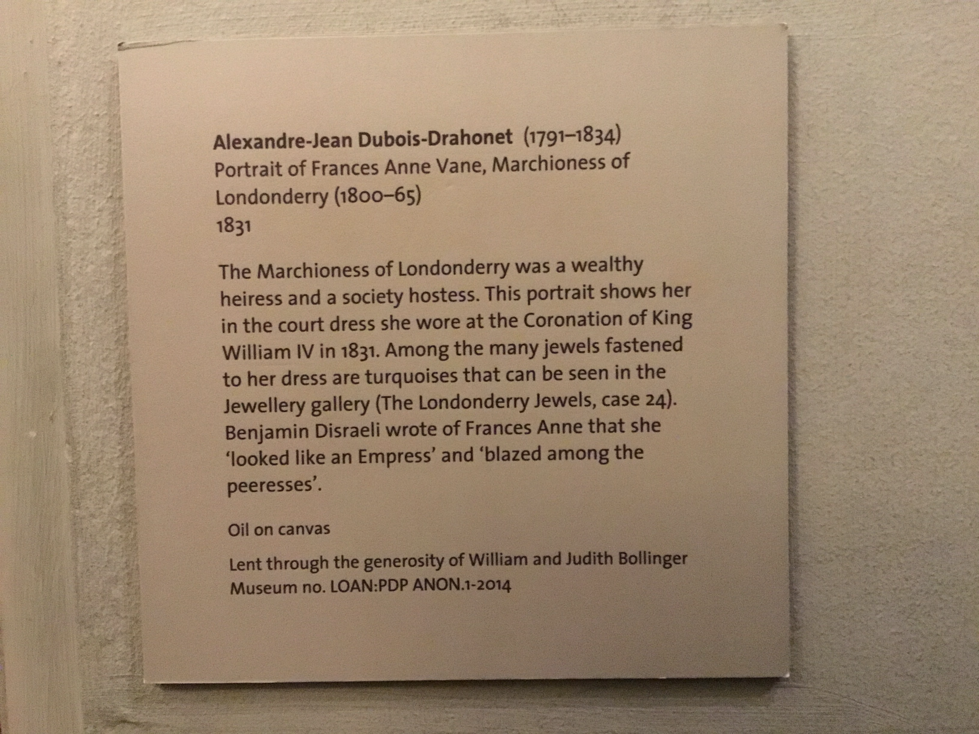 Alexandre-Jean Dubois-Drahonet (1791–1834)
Portrait of Frances Anne Vane, Marchioness of
Londonderry (1800–65)
1831
The Marchioness of Londonderry was a wealthy
heiress and a society hostess. This portrait shows her
in the court dress she wore at the Coronation of King
William IV in 1831. Among the many jewels fastened
to her dress are turquoises that can be seen in the
Jewellery gallery (The Londonderry Jewels, case 24).
Benjamin Disraeli wrote of Frances Anne that she
‘looked like an Empress’ and ‘blazed among the
peeresses’.
Oil on canvas
Lent through the generosity of William and Judith Bollinger
Museum no. LOAN:PDP ANON.1-2014